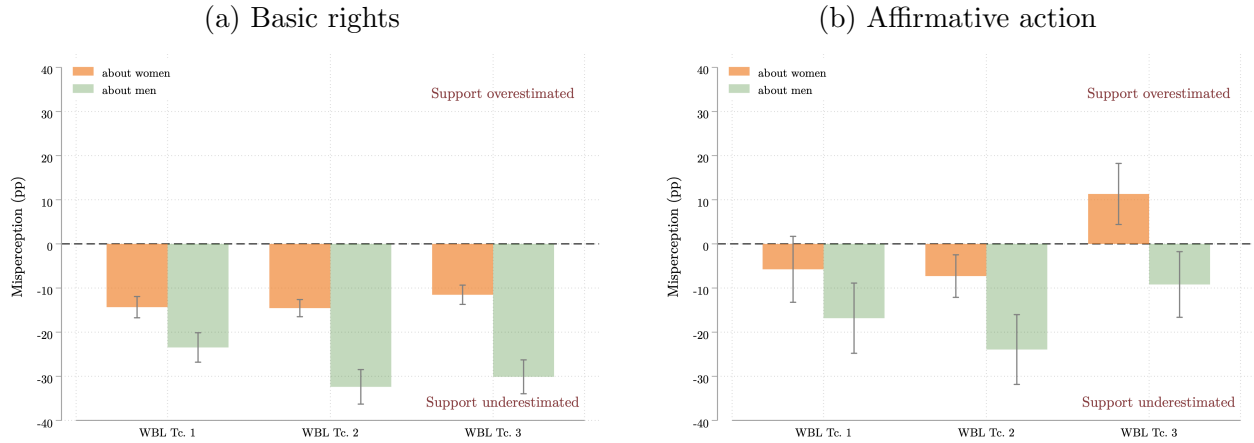 (a) Basic rights
40
30
20
10
0
-10
-20
-30
-40
Misperception (pp)
about women
about men
Support overestimated
Support underestimated
WBL Tc. 1
WBL Tc. 2
WBL Tc. 3
(b) Affirmative action
40
30
20
10
0
-10
-20
-30
-40
Misperception (pp)
about women
about men
Support overestimated
Support underestimated
WBL Tc. 1
WBL Tc. 2
WBL Tc. 3